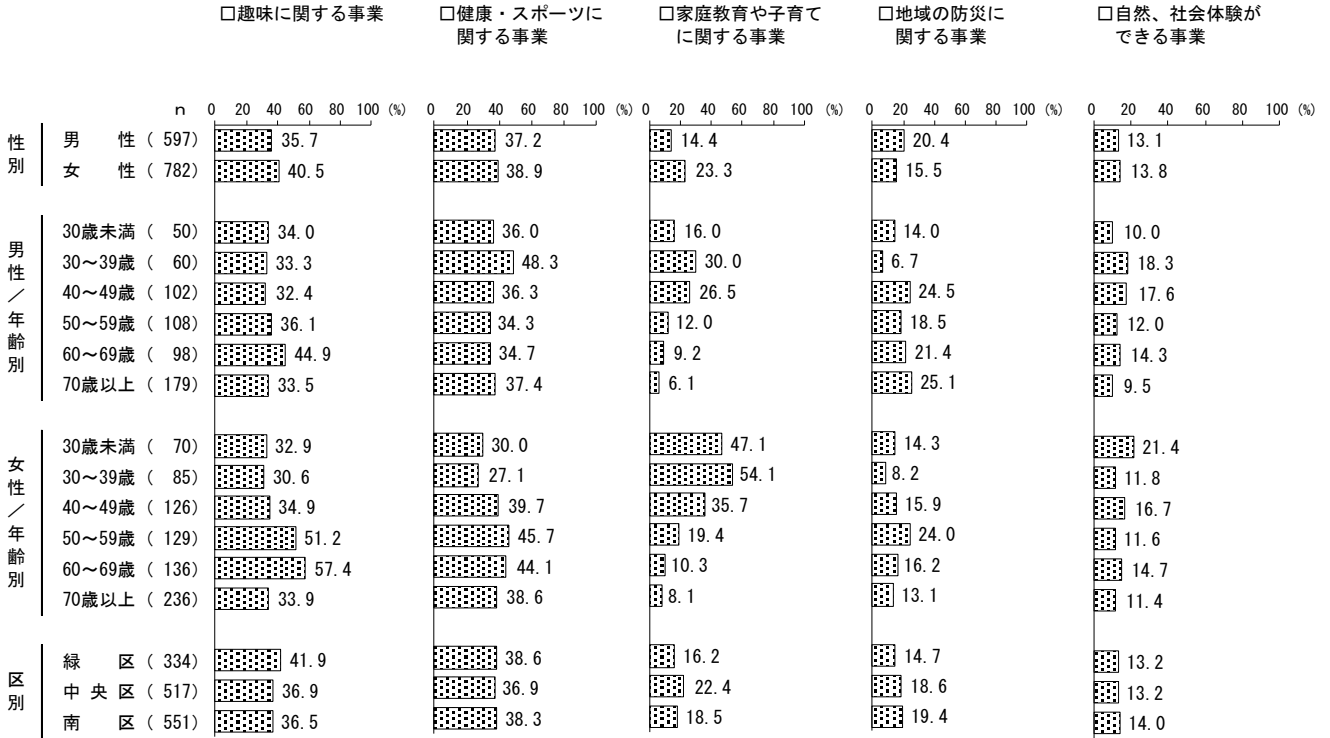 □趣味に関する事業 □健康・スポーツに関する事業 □家庭教育や子育てに関する事業 □地域の防災に関する事業 □自然、社会体験ができる事業
n 0 20 40 60 80 100 (%) 0 20 40 60 80 100 (%) 0 20 40 60 80 100 (%) 0 20 40 60 80 100 (%) 0 20 40 60 80 100 (%)
性別
男 性 ( 597) 35.7 37.2 14.4 20.4 13.1
女 性 ( 782) 40.5 38.9 23.3 15.5 13.8
男性/年齢別
30歳未満 ( 50) 34.0 36.0 16.0 14.0 10.0
30~39歳 ( 60) 33.3 48.3 30.0 6.7 18.3
40~49歳 ( 102) 32.4 36.3 26.5 24.5 17.6
50~59歳 ( 108) 36.1 34.3 12.0 18.5 12.0
60~69歳 ( 98) 44.9 34.7 9.2 21.4 14.3
70歳以上 ( 179) 33.5 37.4 6.1 25.1 9.5
女性/年齢別
30歳未満 ( 70) 32.9 30.0 47.1 14.3 21.4
30~39歳 ( 85) 30.6 27.1 54.1 8.2 11.8
40~49歳 ( 126) 34.9 39.7 35.7 15.9 16.7
50~59歳 ( 129) 51.2 45.7 19.4 24.0 11.6
60~69歳 ( 136) 57.4 44.1 10.3 16.2 14.7
70歳以上 ( 236) 33.9 38.6 8.1 13.1 11.4
区別
緑 区 ( 334) 41.9 38.6 16.2 14.7 13.2
中 央 区 ( 517) 36.9 36.9 22.4 18.6 13.2
南 区 ( 551) 36.5 38.3 18.5 19.4 14.0